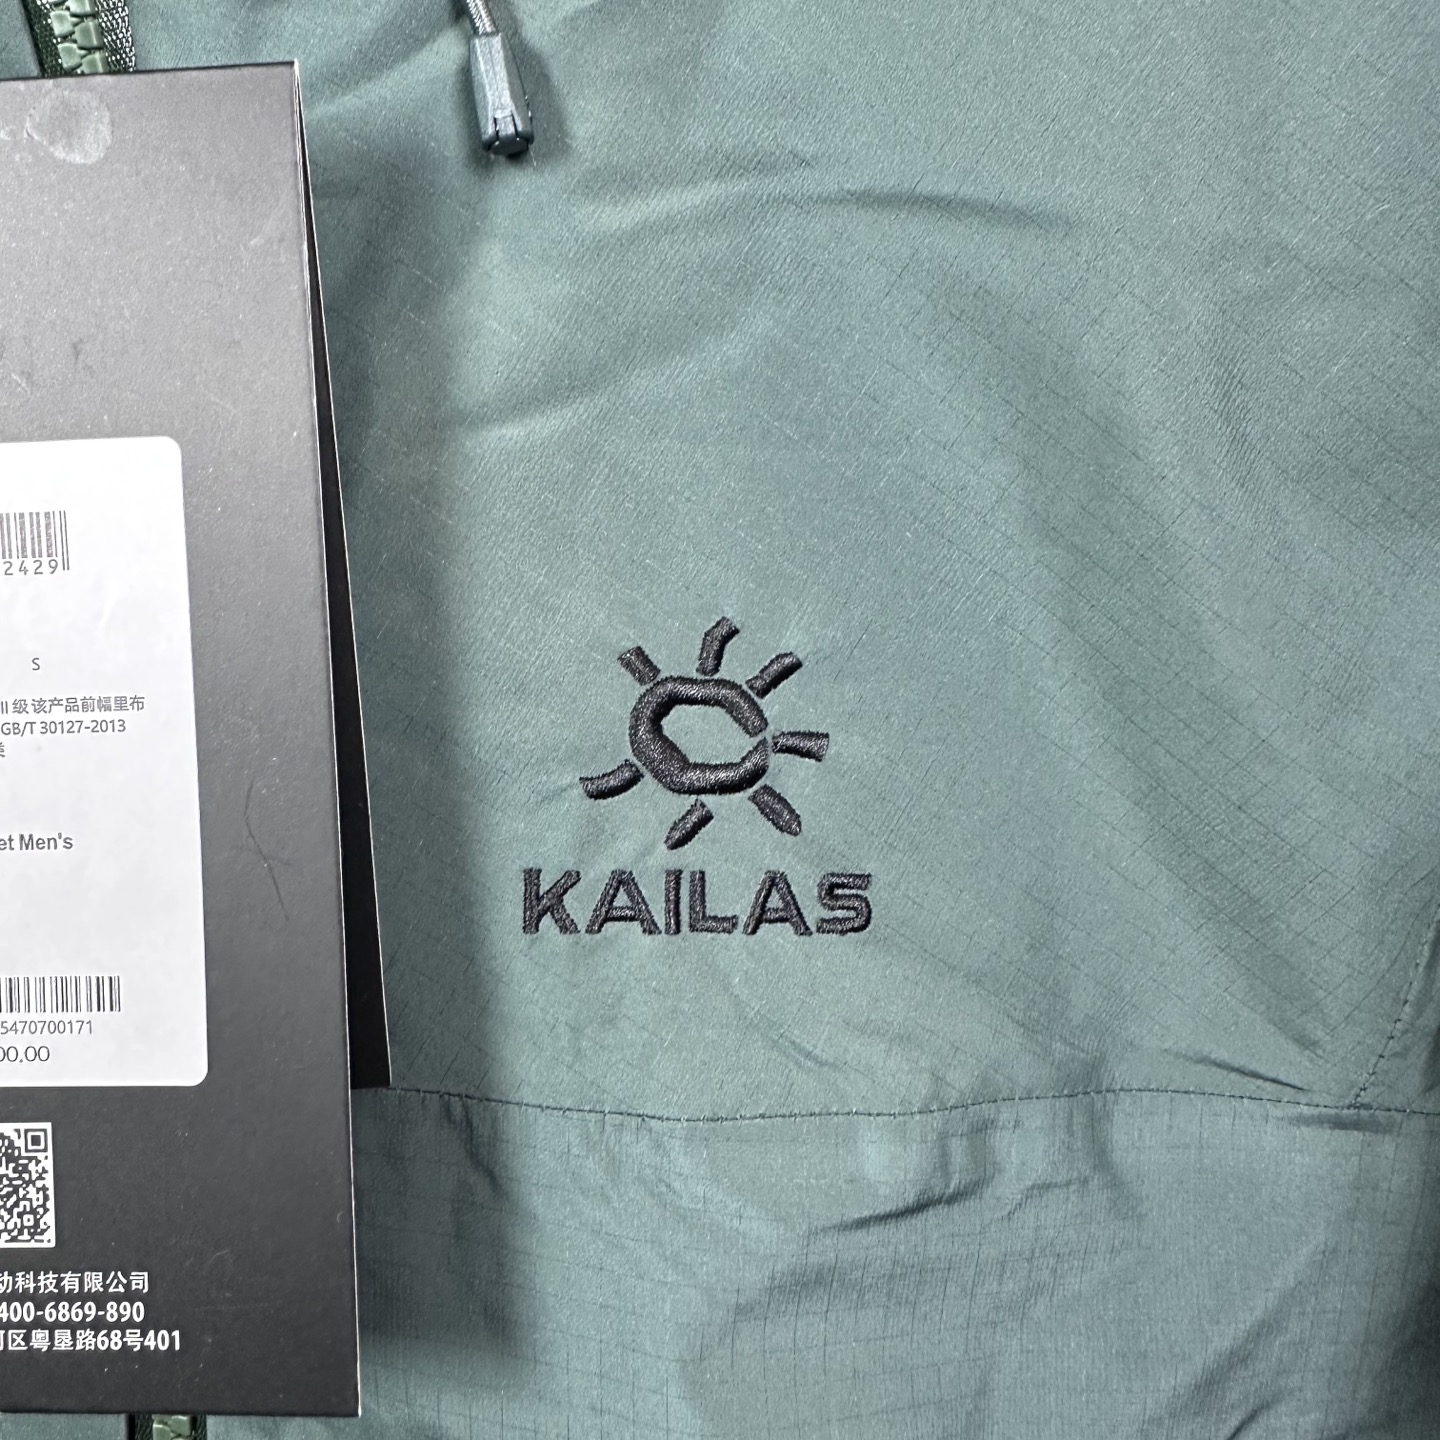 2429
S
II 级 该产品前幅里布
GB/T 30127-2013
et Men's
5470700171
00.00
动科技有限公司
400-6869-890
河区粤垦路68号401
KAILAS